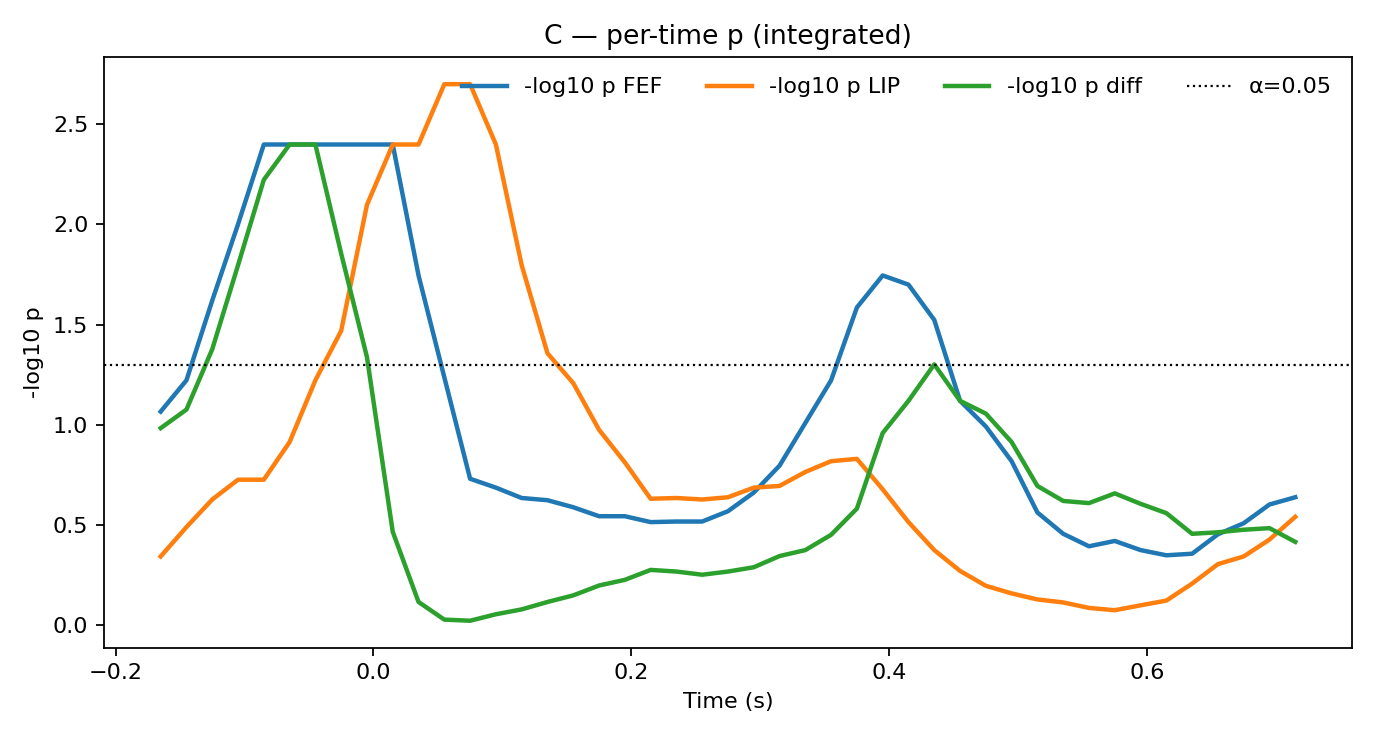 C — per-time p (integrated)
-log10 p FEF
-log10 p LIP
-log10 p diff
α=0.05
2.5
2.0
1.5
1.0
0.5
0.0
-log10 p
−0.2
0.0
0.2
0.4
0.6
Time (s)